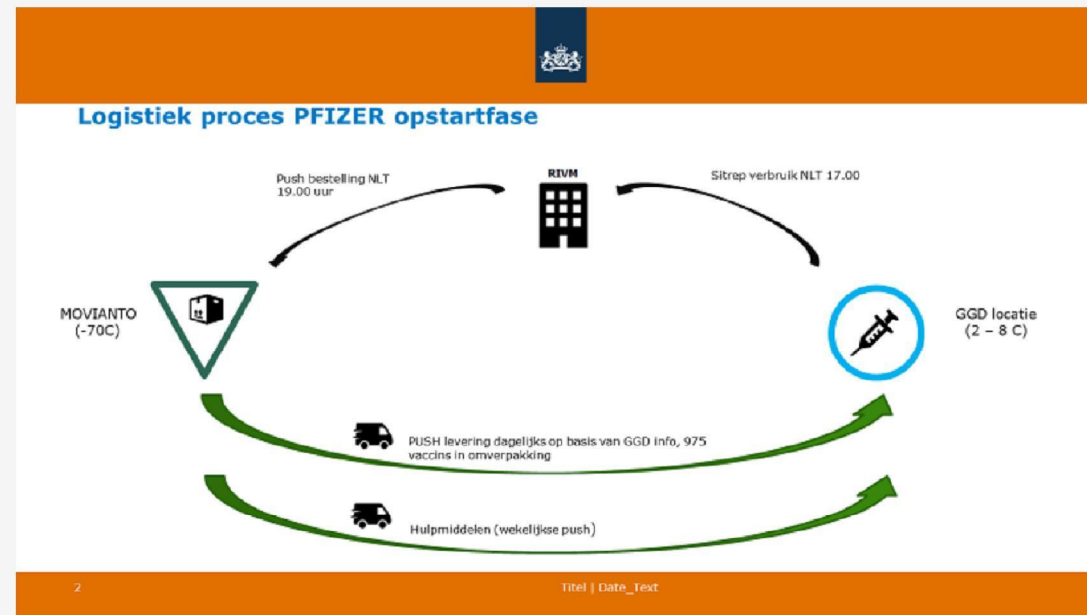 Logistiek proces PFIZER opstartfase
Push bestelling NLT
19.00 uur
RIVM
Sitrep verbruik NLT 17.00
MOVIANTO
(-70C)
GGD locatie
(2 – 8 C)
PUSH levering dagelijks op basis van GGD info, 975
vaccins in omverpakking
Hulpmiddelen (wekelijkse push)
2
Titel | Date_Text